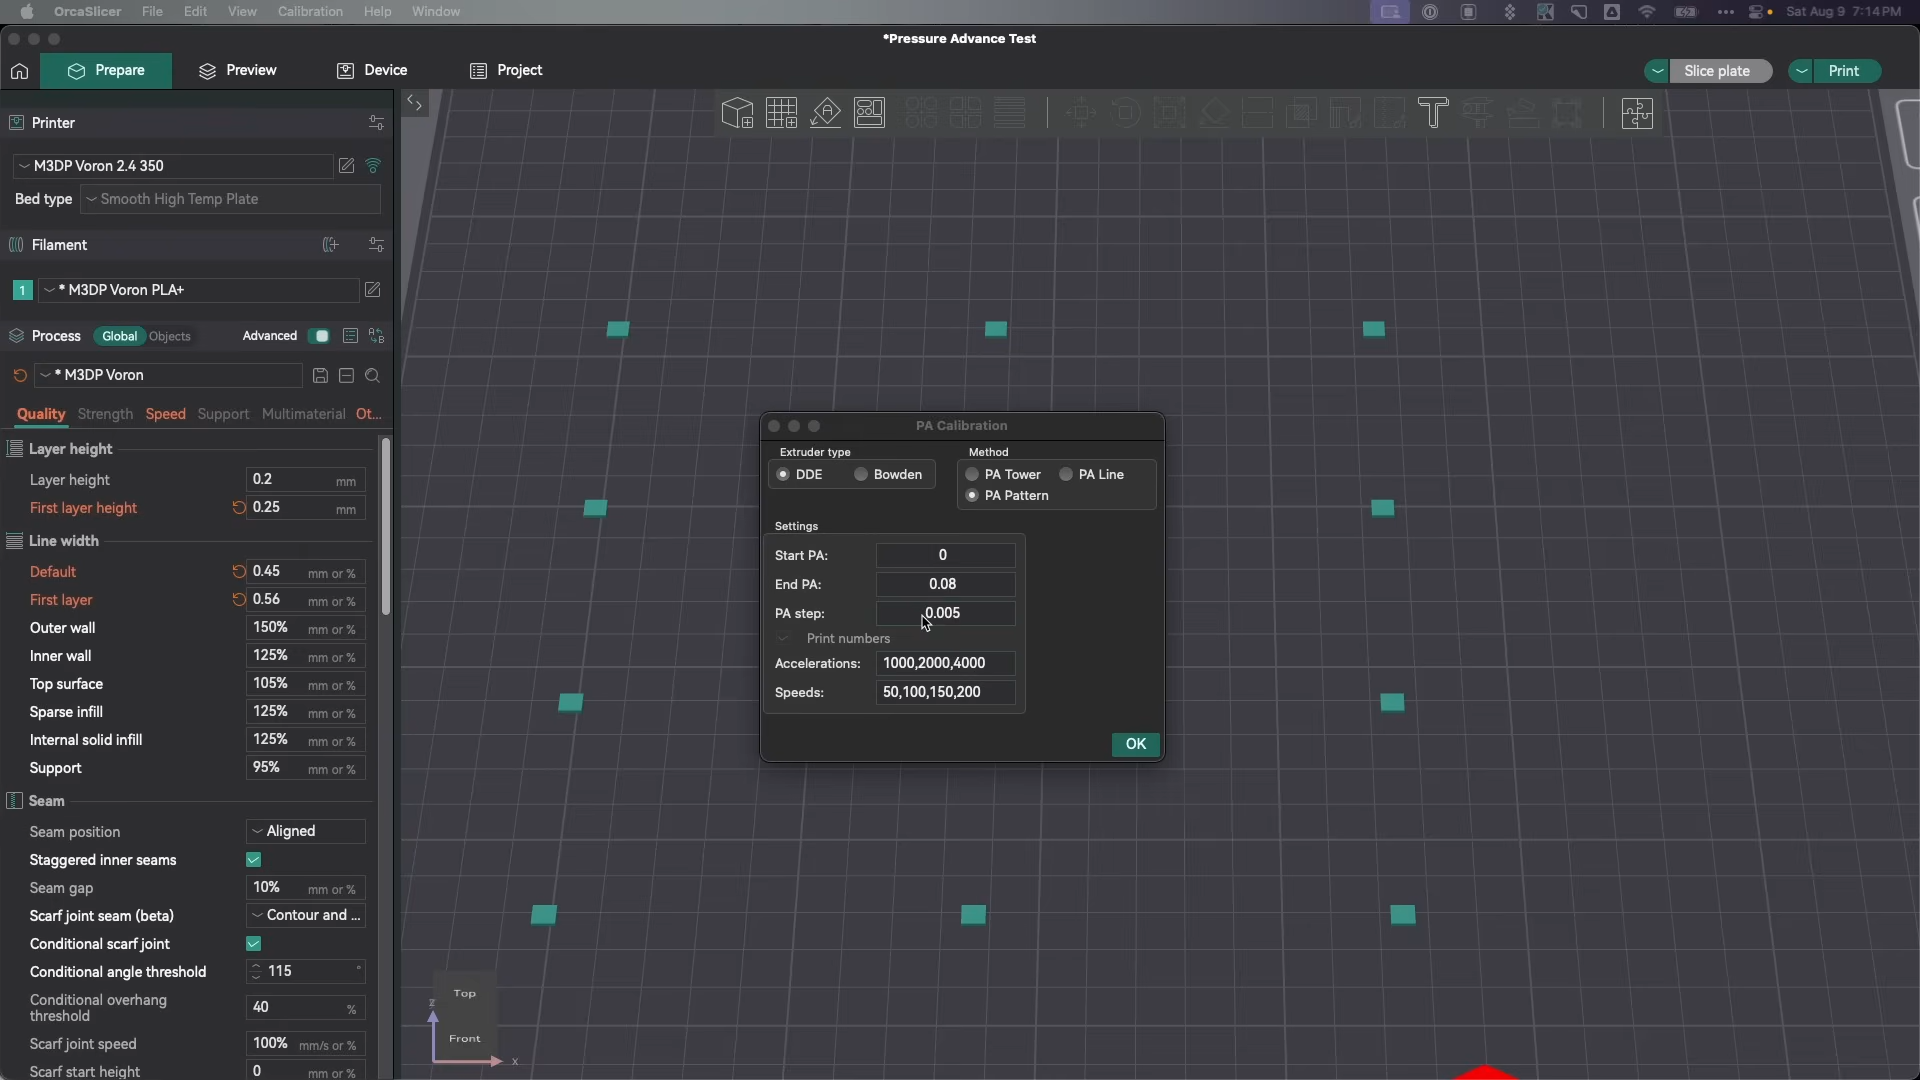 OrcaSlicer File Edit View Calibration Help Window
Sat Aug 9 7:14 PM
*Pressure Advance Test
Prepare Preview Device Project
Slice plate Print
Printer
M3DP Voron 2.4 350
Bed type Smooth High Temp Plate
Filament
1 * M3DP Voron PLA+
Process Global Objects Advanced
* M3DP Voron
Quality Strength Speed Support Multimaterial Ot...
Layer height
Layer height 0.2 mm
First layer height 0.25 mm
Line width
Default 0.45 mm or %
First layer 0.56 mm or %
Outer wall 150% mm or %
Inner wall 125% mm or %
Top surface 105% mm or %
Sparse infill 125% mm or %
Internal solid infill 125% mm or %
Support 95% mm or %
Seam
Seam position Aligned
Staggered inner seams
Seam gap 10% mm or %
Scarf joint seam (beta) Contour and ...
Conditional scarf joint
Conditional angle threshold 115 °
Conditional overhang
threshold 40 %
Scarf joint speed 100% mm/s or %
Scarf start height 0 mm or %
PA Calibration
Extruder type Method
DDE Bowden PA Tower PA Line
PA Pattern
Settings
Start PA: 0
End PA: 0.08
PA step: 0.005
Print numbers
Accelerations: 1000,2000,4000
Speeds: 50,100,150,200
OK
Top
Z
Front
X